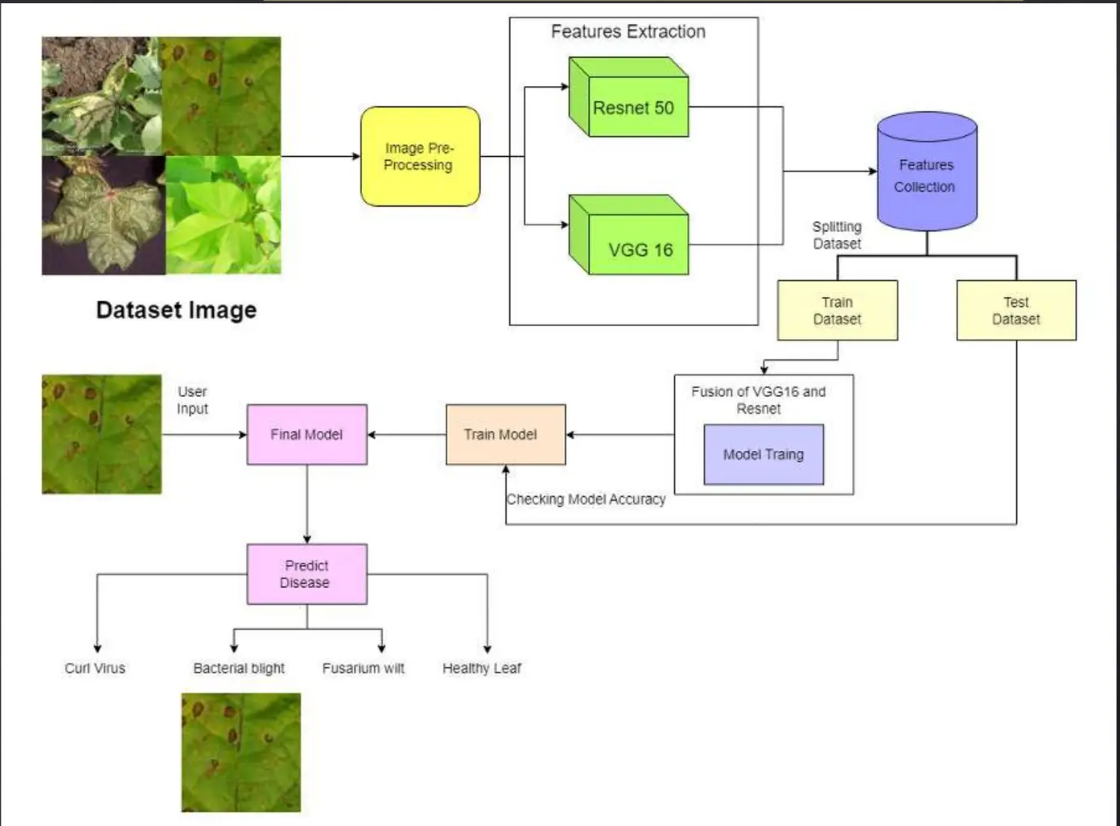 Features Extraction
Resnet 50
Image Pre-
Processing
Features
Collection
VGG 16
Splitting
Dataset
Dataset Image
Train
Dataset
Test
Dataset
User
Input
Fusion of VGG16 and
Resnet
Final Model
Train Model
Model Traing
Checking Model Accuracy
Predict
Disease
Curl Virus
Bacterial blight
Fusarium wilt
Healthy Leaf